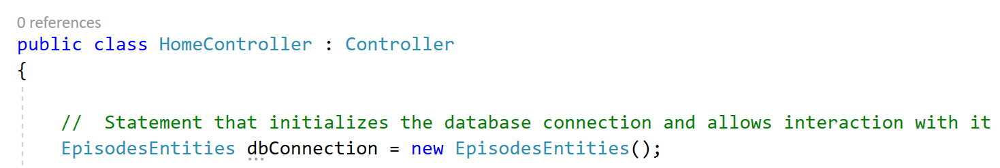 0 references
public class HomeController : Controller
{
//  Statement that initializes the database connection and allows interaction with it
EpisodesEntities dbConnection = new EpisodesEntities();